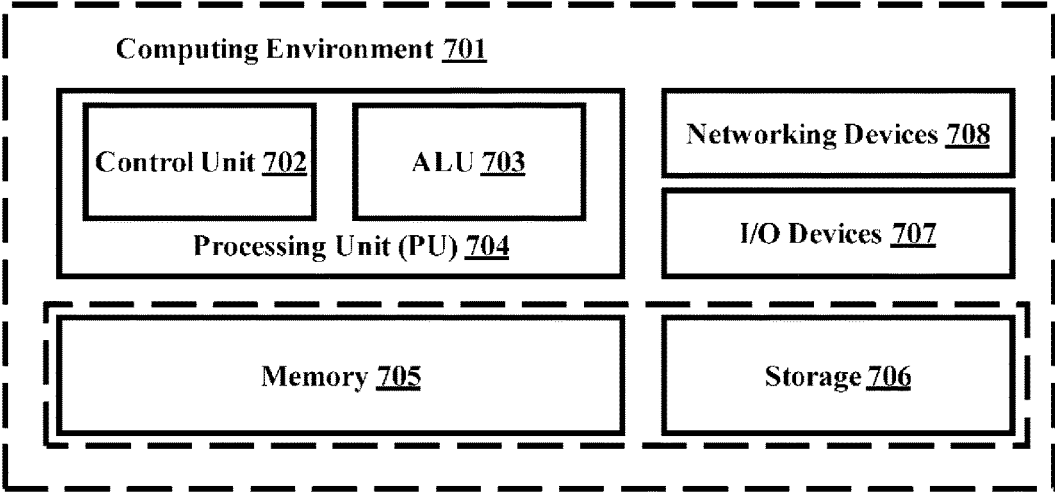 Computing Environment 701
Control Unit 702
ALU 703
Processing Unit (PU) 704
Networking Devices 708
I/O Devices 707
Memory 705
Storage 706